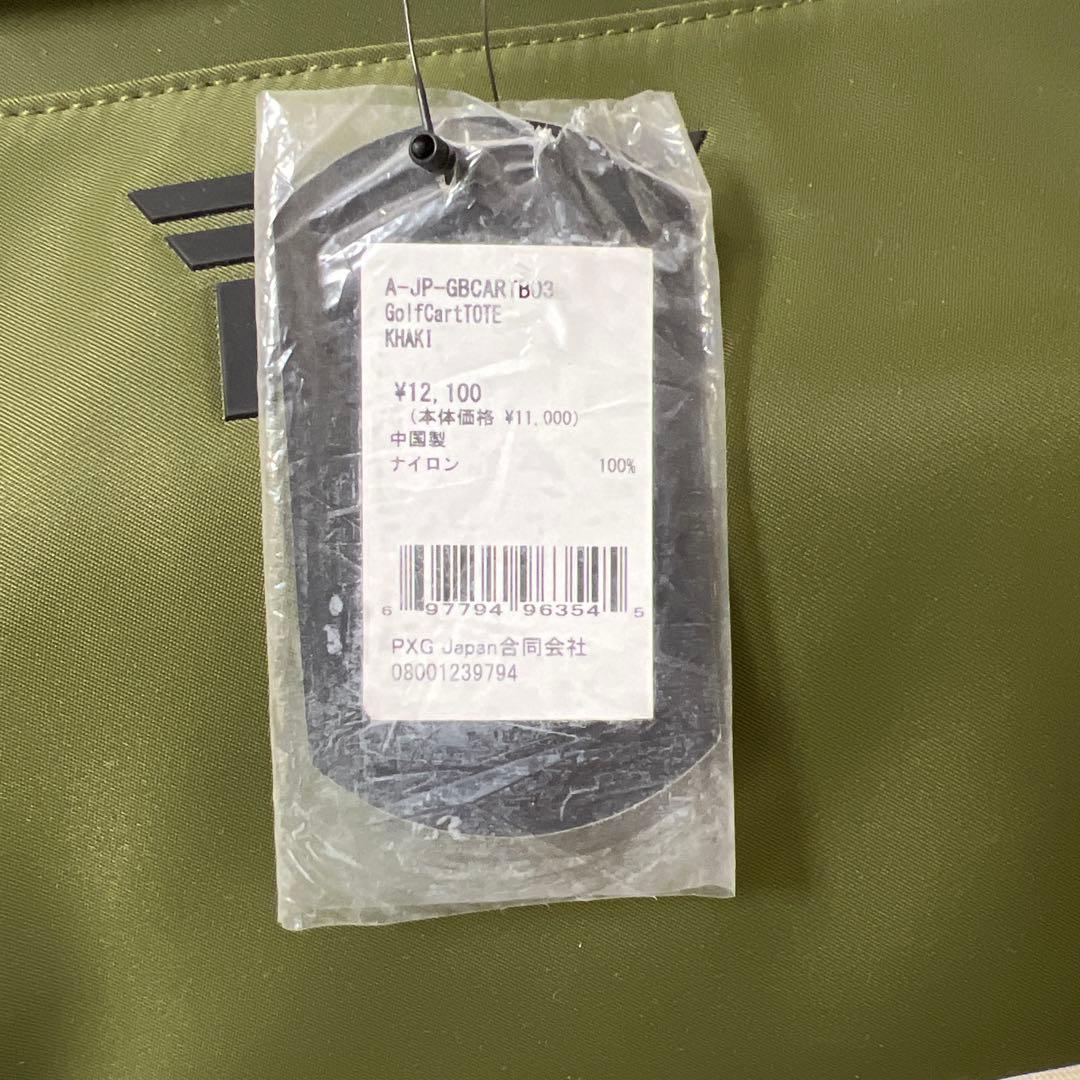 A-JP-GBCARTB03
GolfCartTOTE
KHAKI
¥12,100
(本体価格 ¥11,000)
中国製
ナイロン 100%
6 97794 96354 5
PXG Japan合同会社
08001239794